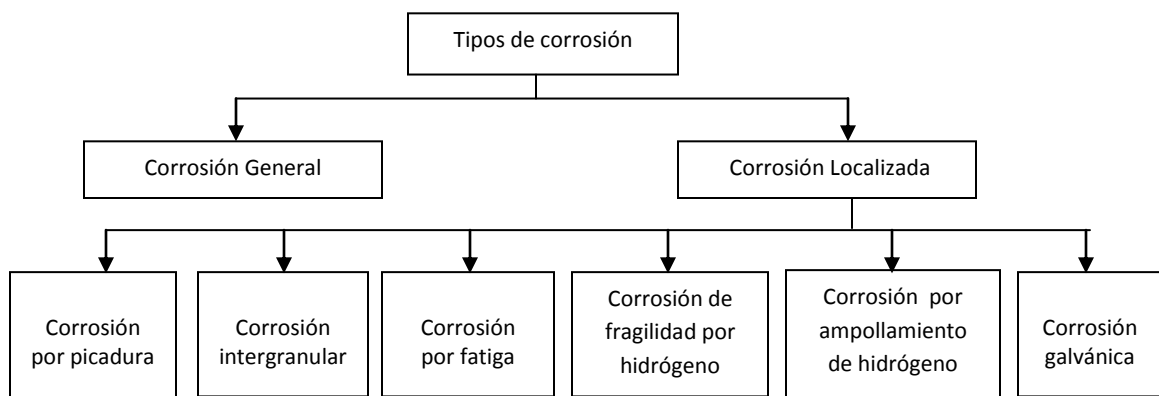 Tipos de corrosión
Corrosión General
Corrosión Localizada
Corrosión
por picadura
Corrosión
intergranular
Corrosión
por fatiga
Corrosión de
fragilidad por
hidrógeno
Corrosión por
ampollamiento
de hidrógeno
Corrosión
galvánica